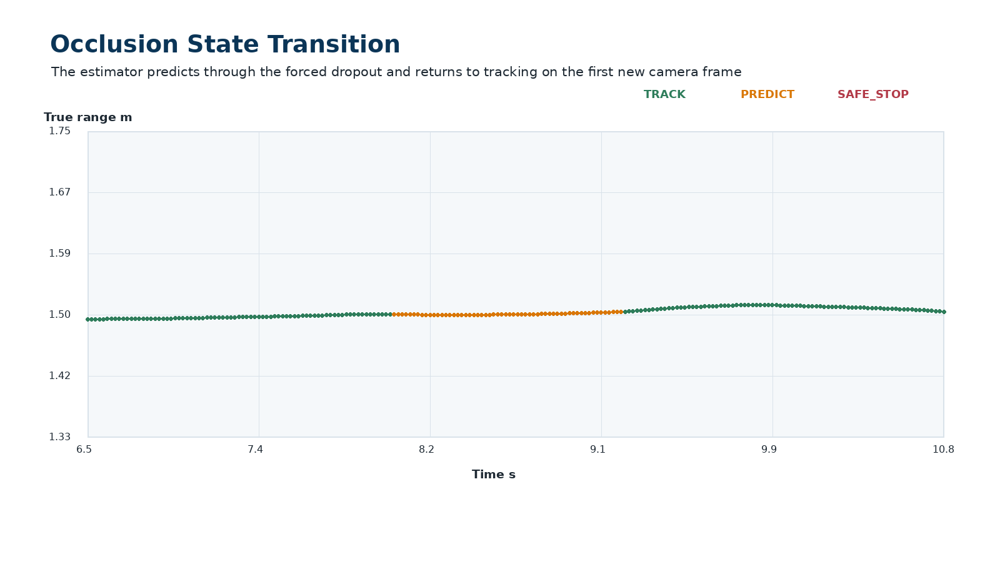 Occlusion State Transition
The estimator predicts through the forced dropout and returns to tracking on the first new camera frame
TRACK PREDICT SAFE_STOP
True range m
1.75
1.67
1.59
1.50
1.42
1.33
6.5 7.4 8.2 9.1 9.9 10.8
Time s